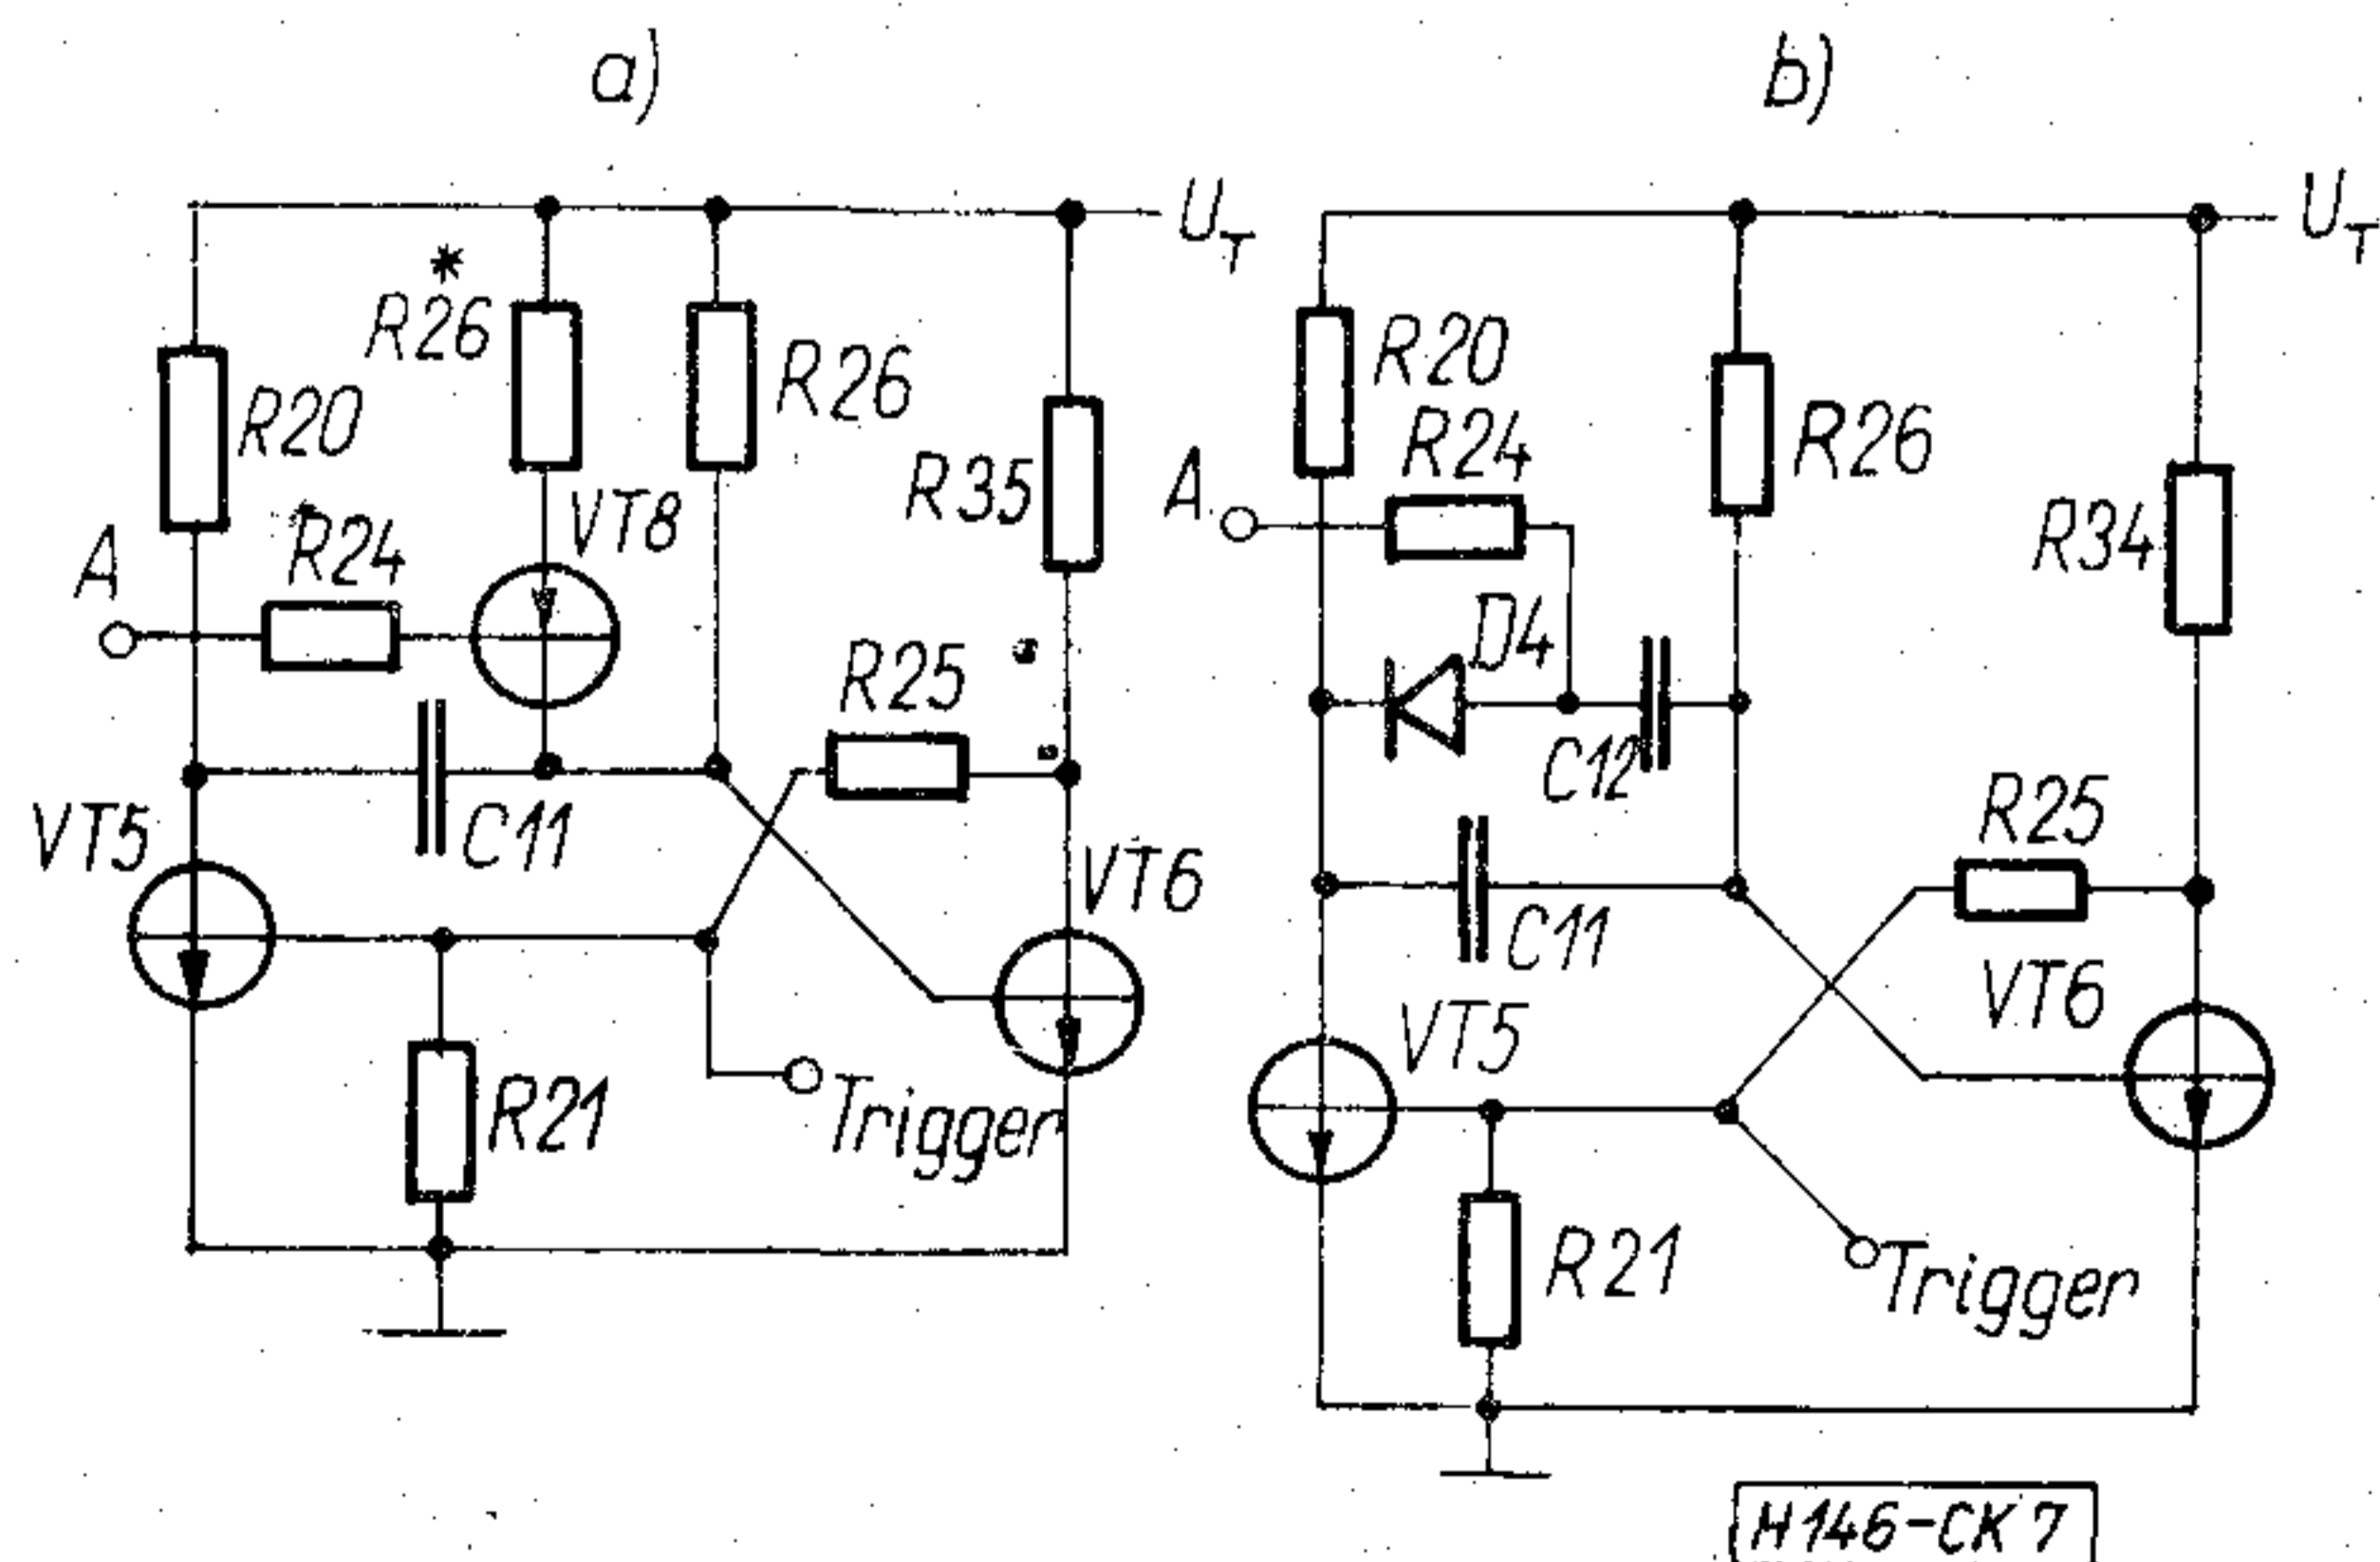 a)
U_T
*
R26
R20
R26
VT8
R35
A
R24
R25
VT5
C11
VT6
R21
Trigger
b)
U_T
R20
R24
R26
A
R34
D4
C12
R25
C11
VT5
VT6
R21
Trigger
H146-CK7